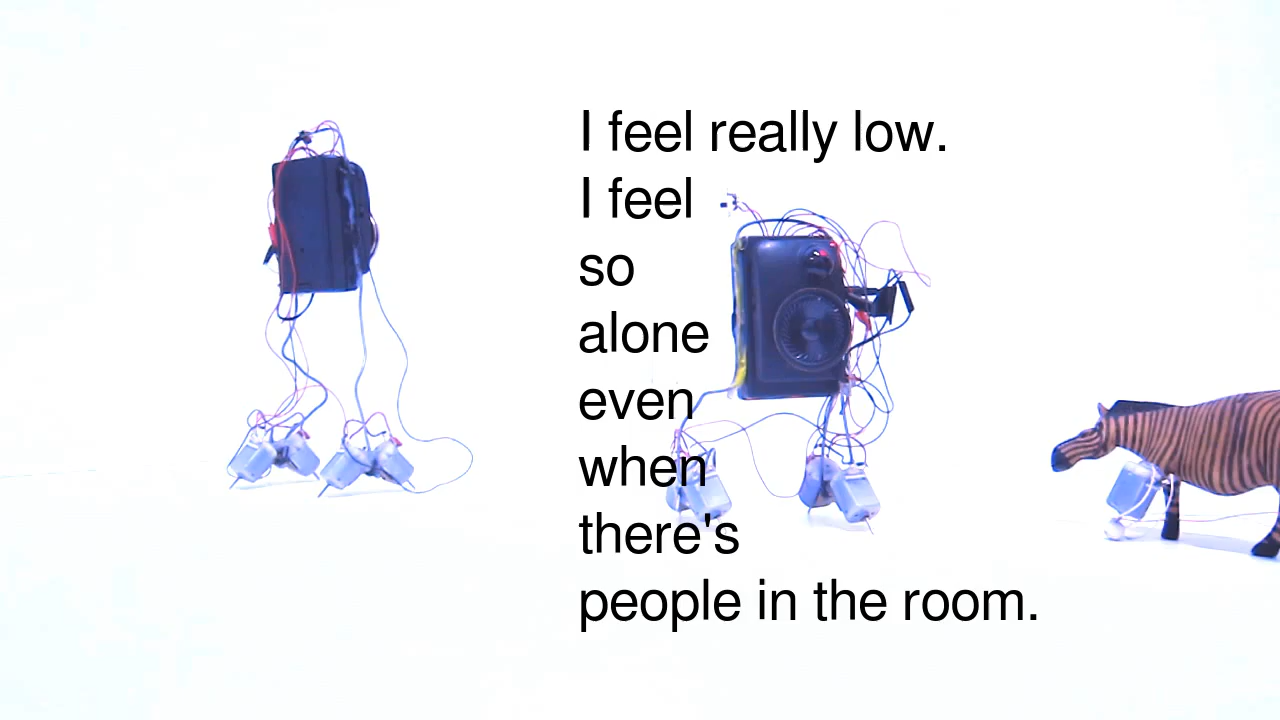 I feel really low.
I feel
so
alone
even
when
there's
people in the room.